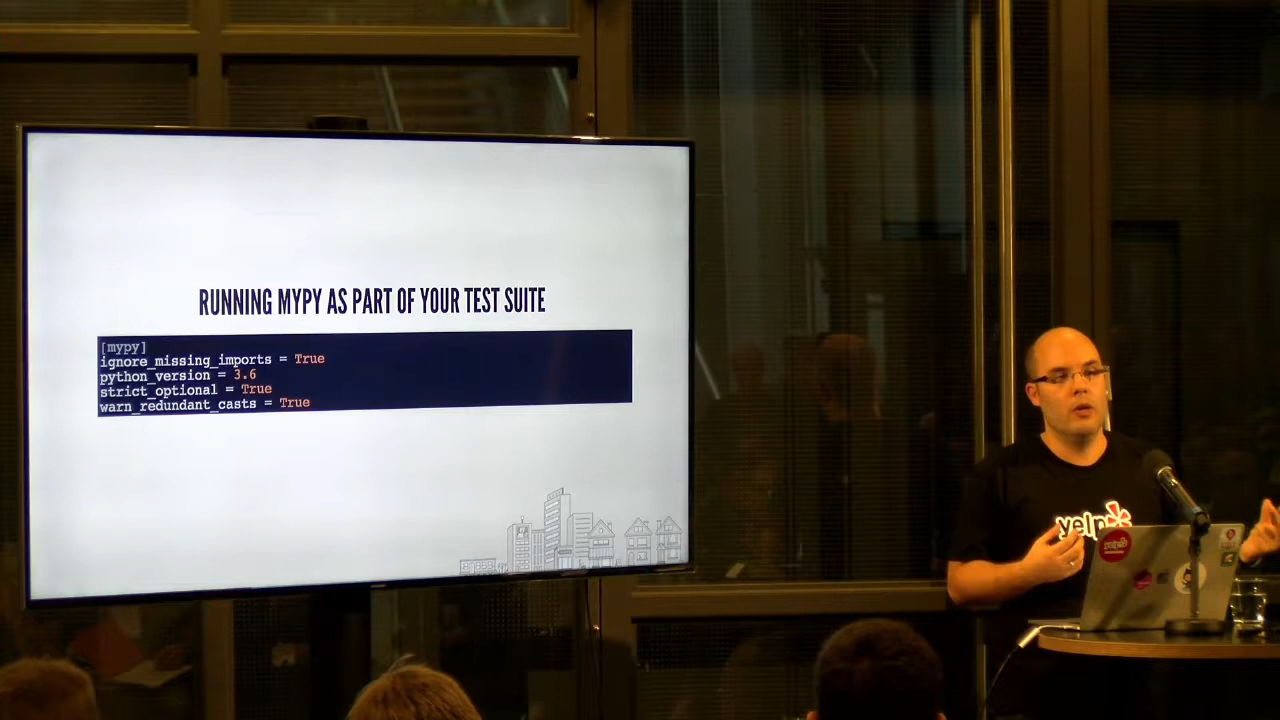 RUNNING MYPY AS PART OF YOUR TEST SUITE
[mypy]
ignore_missing_imports = True
python_version = 3.6
strict_optional = True
warn_redundant_casts = True
yelp